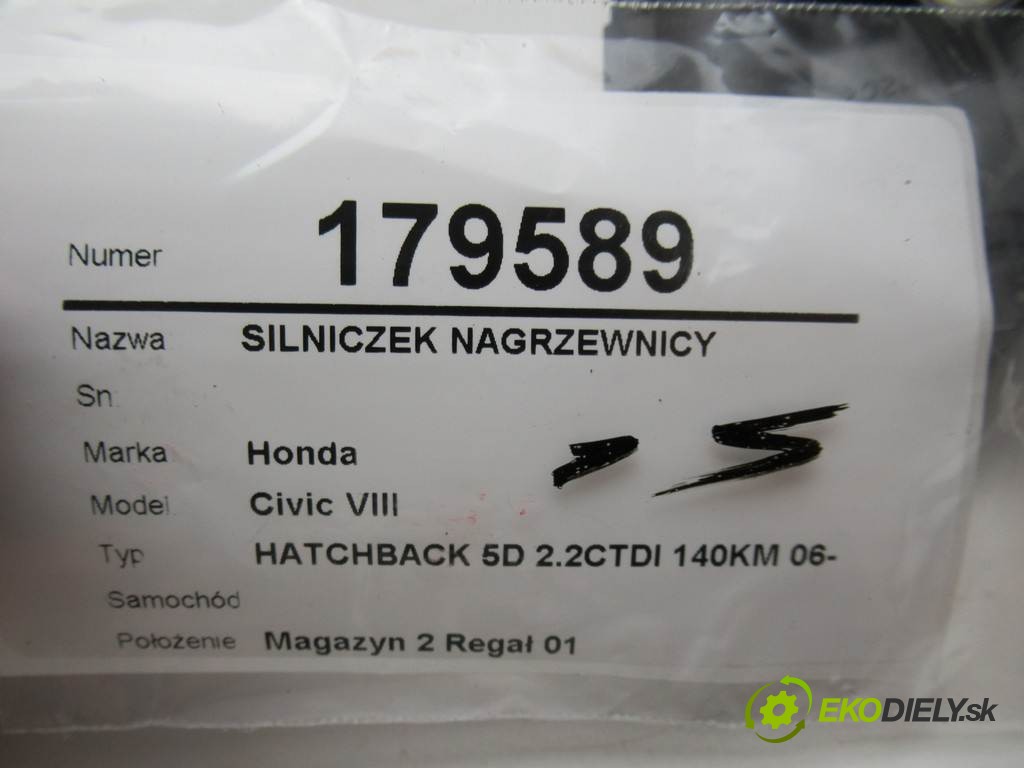 Numer 179589
Nazwa SILNICZEK NAGRZEWNICY
Sn
Marka Honda
Model Civic VIII
Typ HATCHBACK 5D 2.2CTDI 140KM 06-
Samochód
Położenie Magazyn 2 Regał 01
EKODIELY.sk